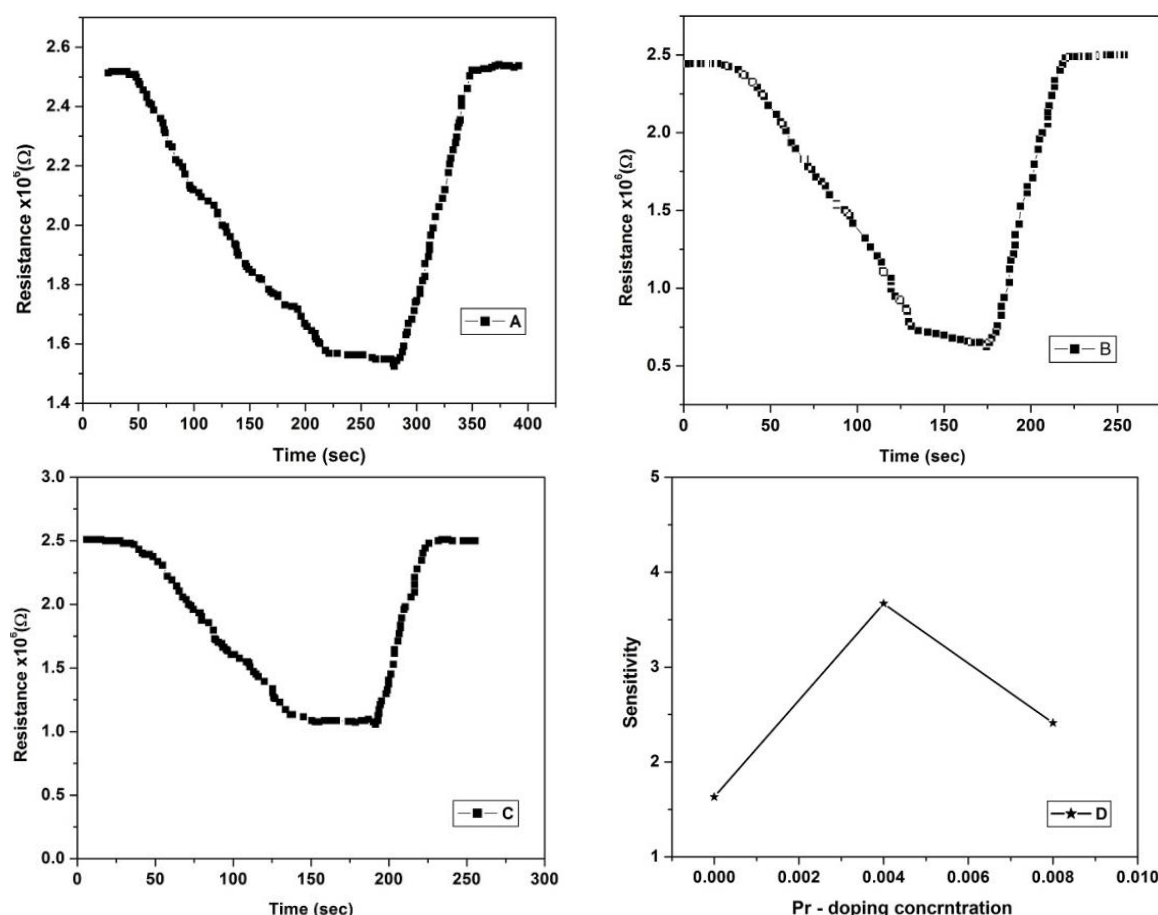 Resistance x10⁶(Ω)
2.6
2.4
2.2
2.0
1.8
1.6
1.4
0 50 100 150 200 250 300 350 400
Time (sec)
A
Resistance x10⁶(Ω)
2.5
2.0
1.5
1.0
0.5
0 50 100 150 200 250
Time (sec)
B
Resistance x10⁶(Ω)
3.0
2.5
2.0
1.5
1.0
0.5
0.0
0 50 100 150 200 250 300
Time (sec)
C
Sensitivity
5
4
3
2
1
0.000 0.002 0.004 0.006 0.008 0.010
Pr - doping concrntration
D